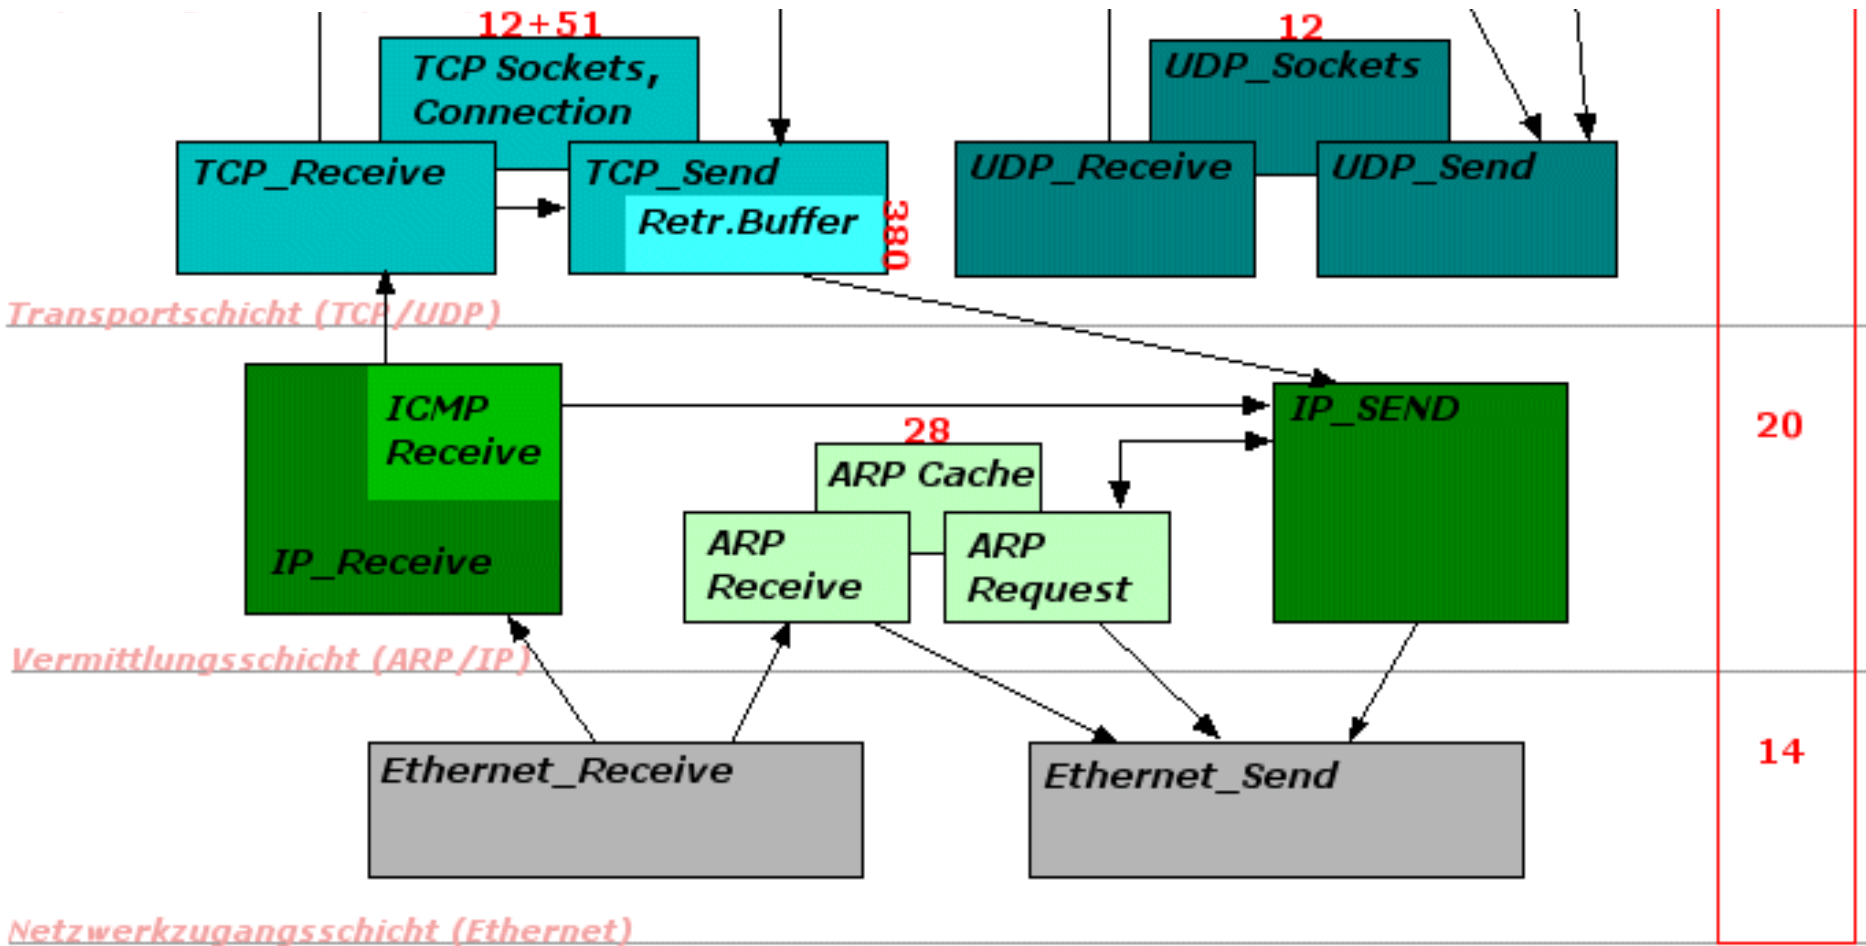 12+51
12
TCP Sockets,
Connection
UDP_Sockets
TCP_Receive
TCP_Send
UDP_Receive
UDP_Send
Retr.Buffer
380
Transportschicht (TCP/UDP)
ICMP
Receive
IP_SEND
20
28
ARP Cache
IP_Receive
ARP
Receive
ARP
Request
Vermittlungsschicht (ARP/IP)
Ethernet_Receive
Ethernet_Send
14
Netzwerkzugangsschicht (Ethernet)